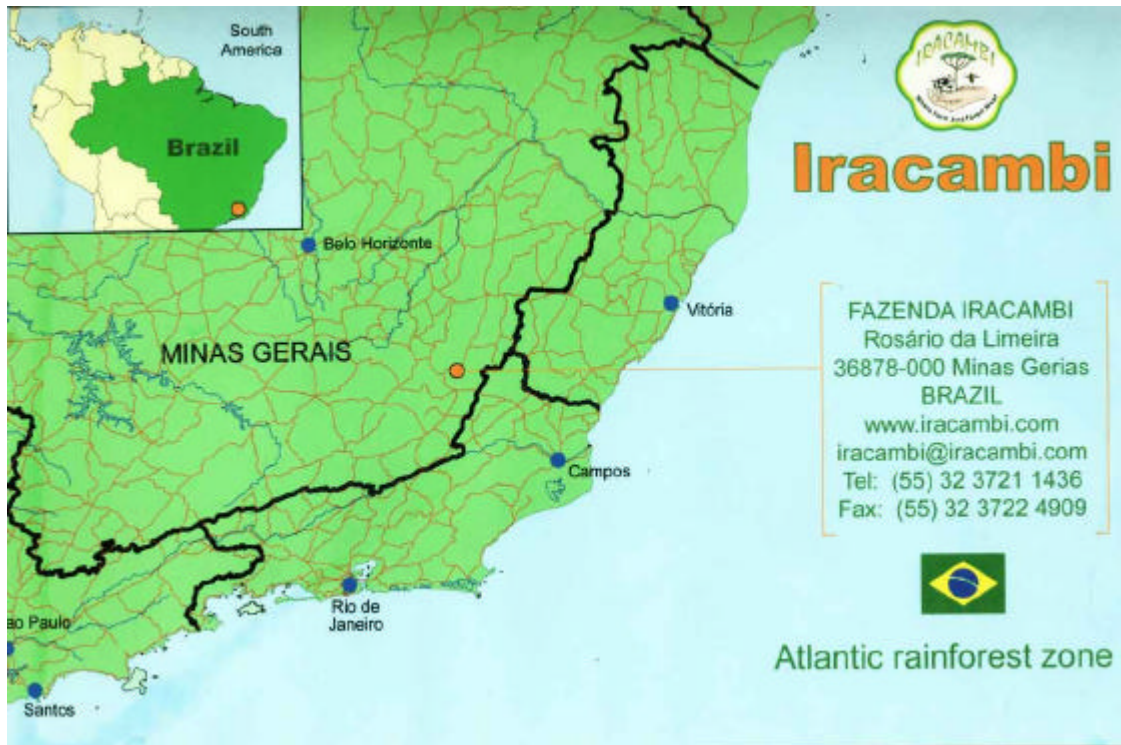 South
America
Brazil
IRACAMBI
Iracambi
Belo Horizonte
Vitória
MINAS GERAIS
FAZENDA IRACAMBI
Rosário da Limeira
36878-000 Minas Gerias
BRAZIL
www.iracambi.com
iracambi@iracambi.com
Tel: (55) 32 3721 1436
Fax: (55) 32 3722 4909
Campos
Rio de
Janeiro
ao Paulo
Santos
Atlantic rainforest zone